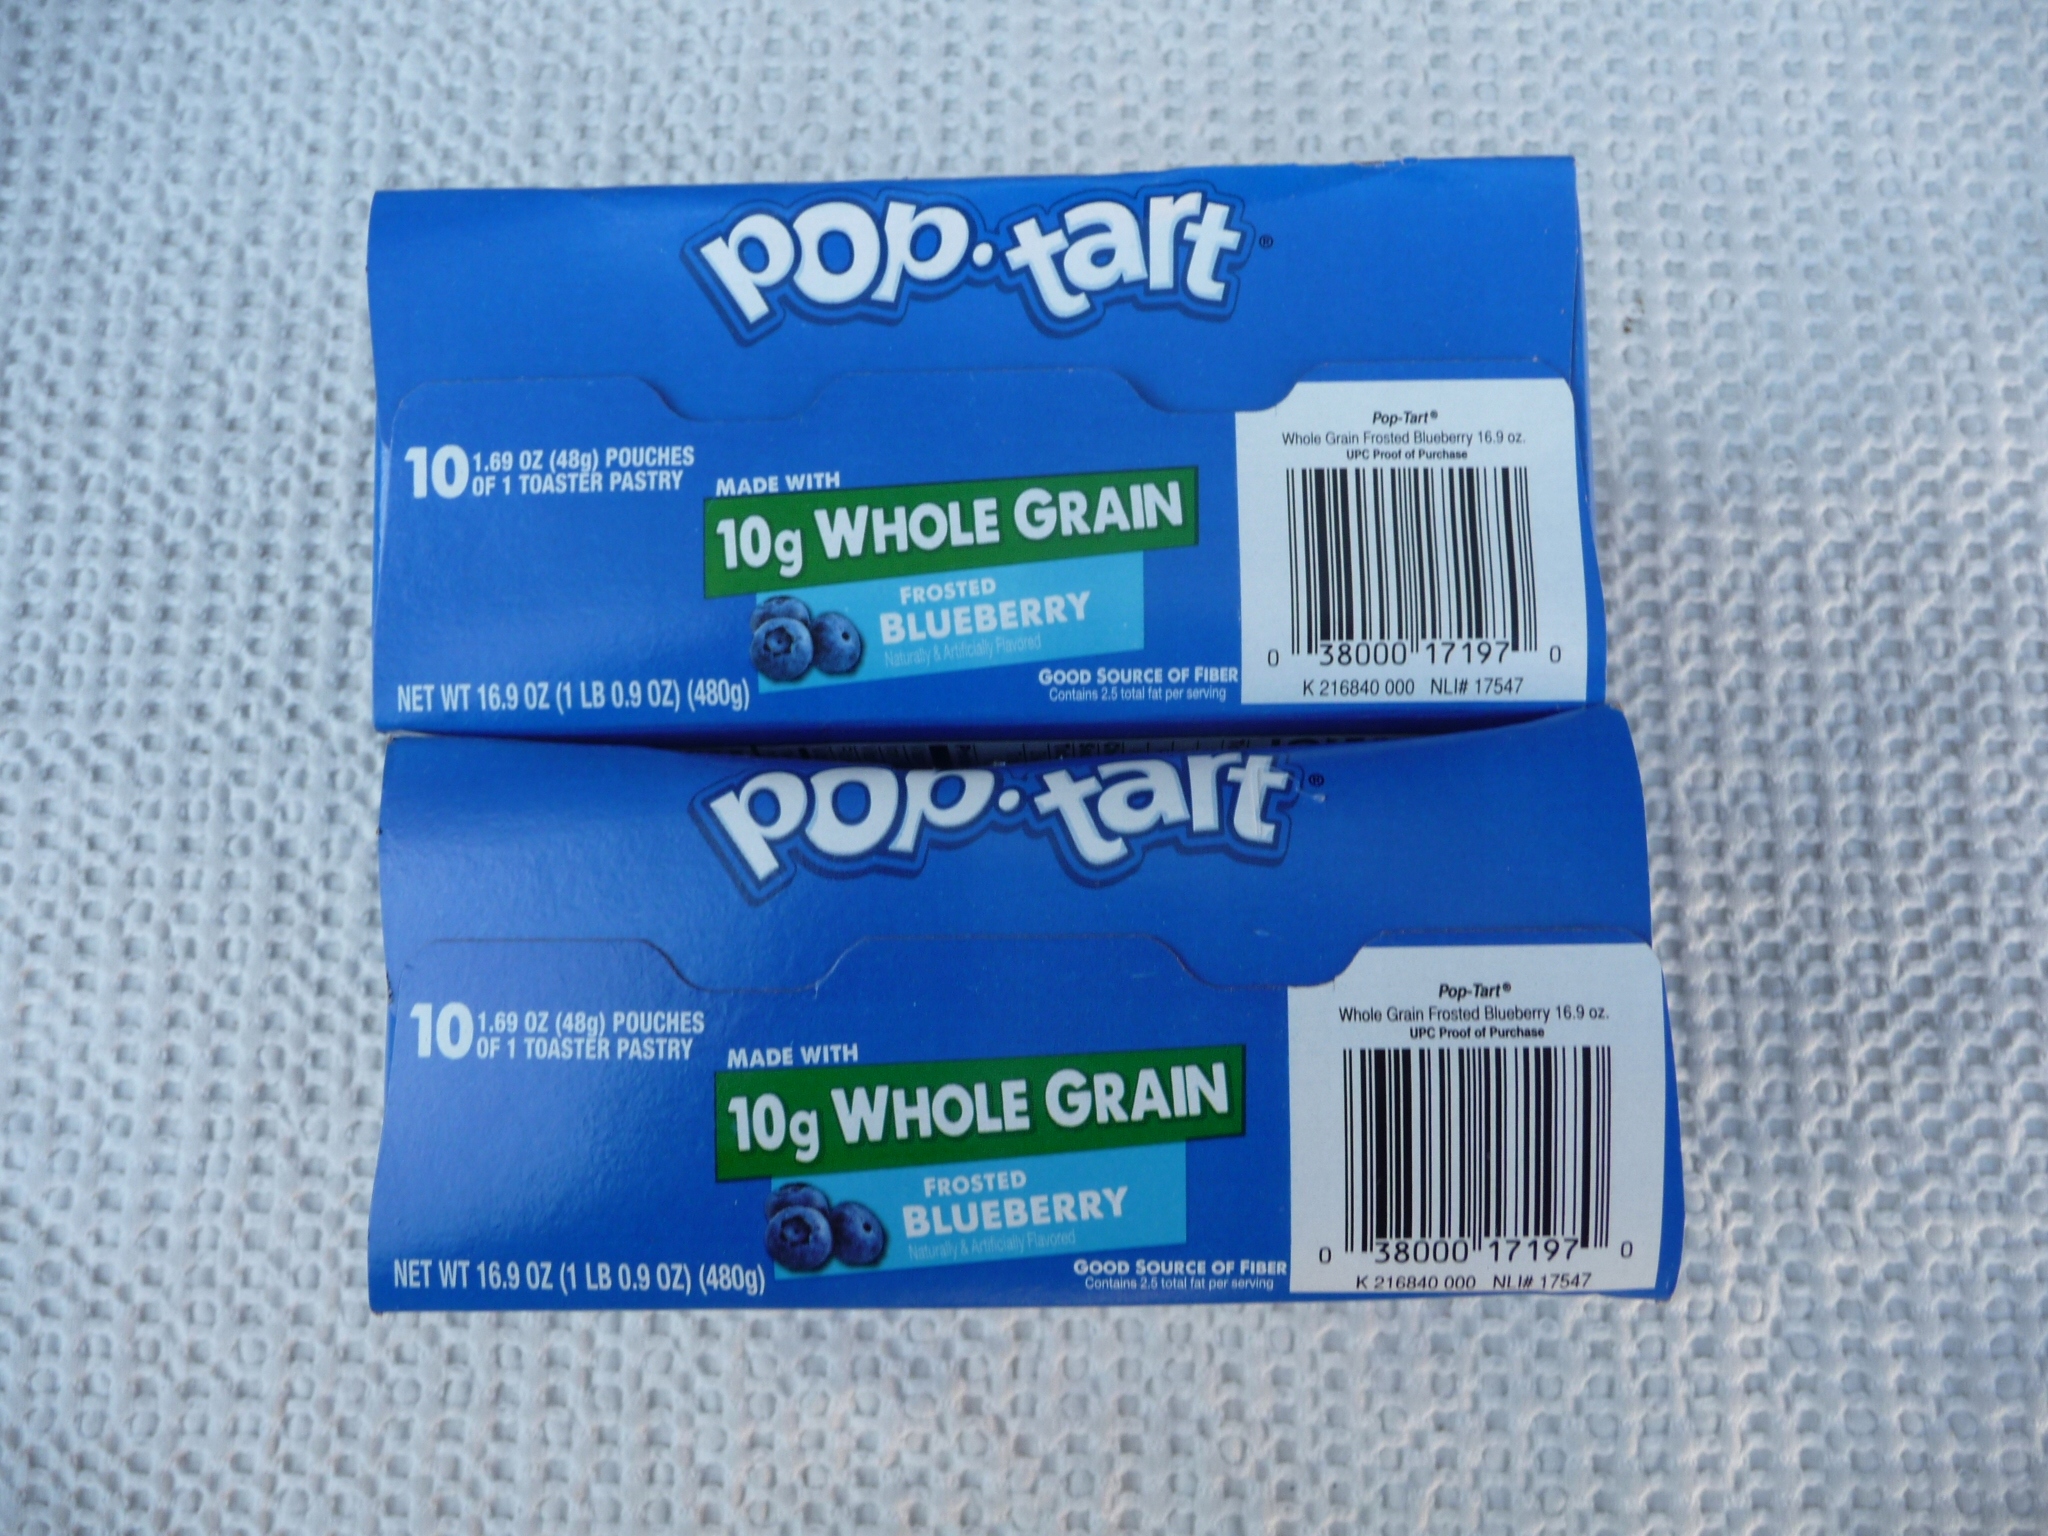 pop.tart®
10 1.69 OZ (48g) POUCHES
OF 1 TOASTER PASTRY
MADE WITH
10g WHOLE GRAIN
FROSTED
BLUEBERRY
Naturally & Artificially Flavored
GOOD SOURCE OF FIBER
Contains 2.5 total fat per serving
NET WT 16.9 OZ (1 LB 0.9 OZ) (480g)
Pop-Tart®
Whole Grain Frosted Blueberry 16.9 oz.
UPC Proof of Purchase
0 38000 17197 0
K 216840 000 NLI# 17547
pop.tart®
10 1.69 OZ (48g) POUCHES
OF 1 TOASTER PASTRY
MADE WITH
10g WHOLE GRAIN
FROSTED
BLUEBERRY
Naturally & Artificially Flavored
GOOD SOURCE OF FIBER
Contains 2.5 total fat per serving
NET WT 16.9 OZ (1 LB 0.9 OZ) (480g)
Pop-Tart®
Whole Grain Frosted Blueberry 16.9 oz.
UPC Proof of Purchase
0 38000 17197 0
K 216840 000 NLI# 17547